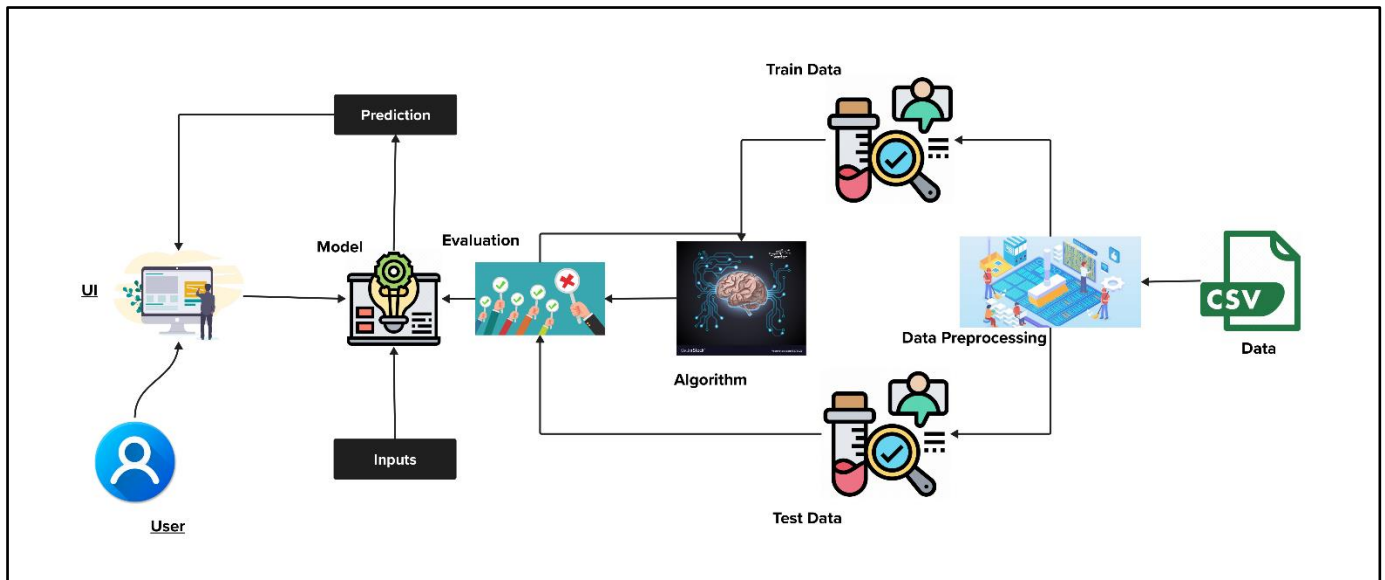 Train Data
Prediction
Model
Evaluation
UI
CSV
Data Preprocessing
Data
Algorithm
Inputs
Test Data
User